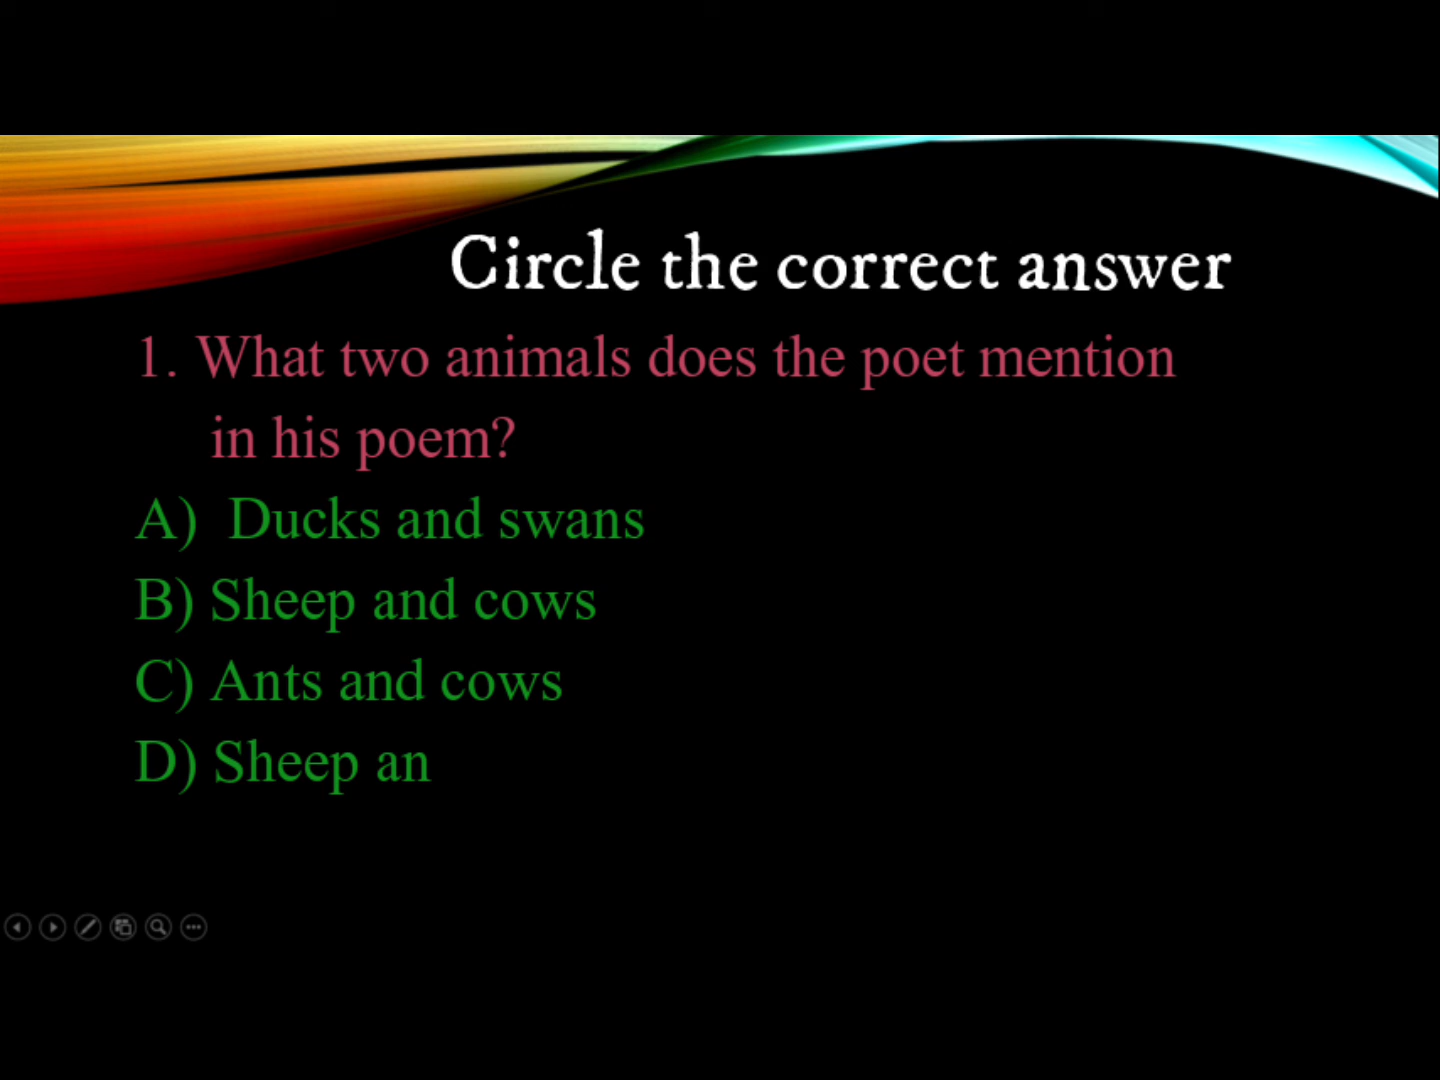 Circle the correct answer
1. What two animals does the poet mention
in his poem?
A) Ducks and swans
B) Sheep and cows
C) Ants and cows
D) Sheep an